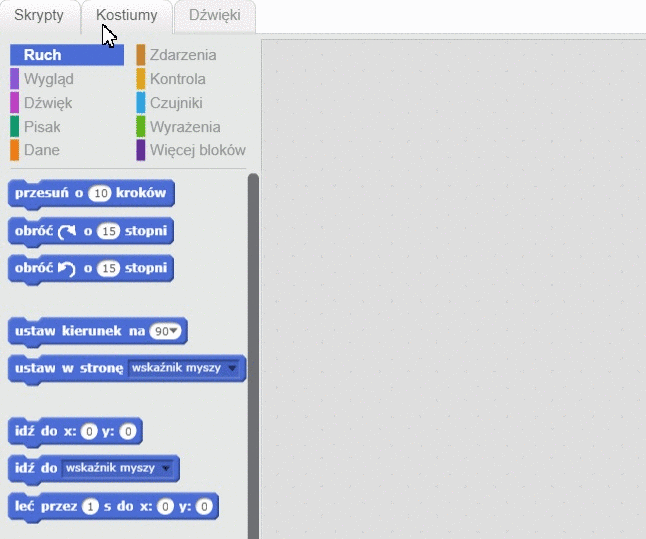 Skrypty Kostiumy Dźwięki
Ruch Zdarzenia
Wygląd Kontrola
Dźwięk Czujniki
Pisak Wyrażenia
Dane Więcej bloków
przesuń o 10 kroków
obróć o 15 stopni
obróć o 15 stopni
ustaw kierunek na 90
ustaw w stronę wskaźnik myszy
idź do x: 0 y: 0
idź do wskaźnik myszy
leć przez 1 s do x: 0 y: 0